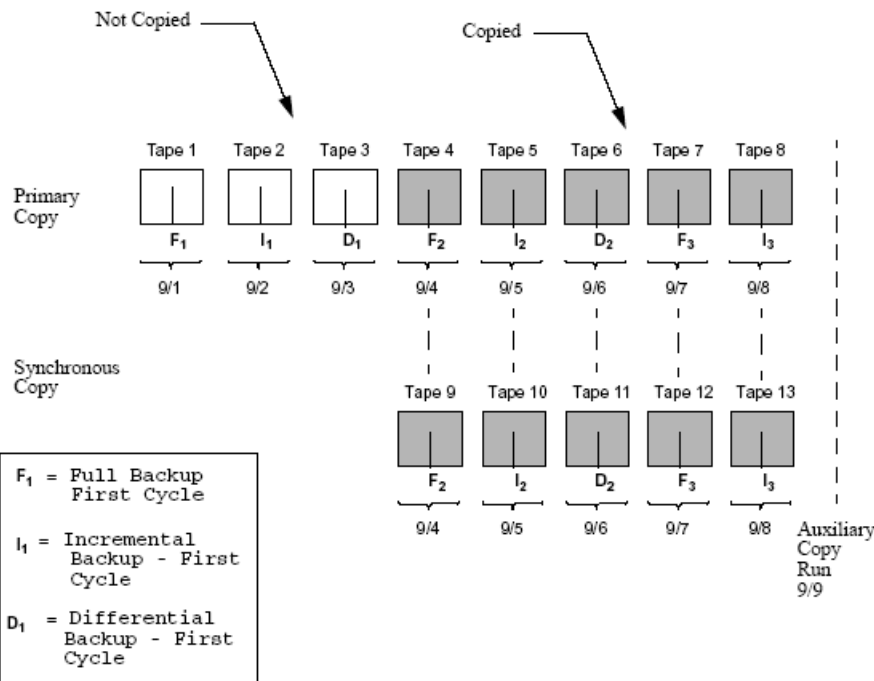 Not Copied
Copied
Tape 1 Tape 2 Tape 3 Tape 4 Tape 5 Tape 6 Tape 7 Tape 8
Primary
Copy
F₁ I₁ D₁ F₂ I₂ D₂ F₃ I₃
9/1 9/2 9/3 9/4 9/5 9/6 9/7 9/8
Synchronous
Copy
Tape 9 Tape 10 Tape 11 Tape 12 Tape 13
F₂ I₂ D₂ F₃ I₃
9/4 9/5 9/6 9/7 9/8
Auxiliary
Copy
Run
9/9
F₁ = Full Backup
First Cycle
I₁ = Incremental
Backup - First
Cycle
D₁ = Differential
Backup - First
Cycle